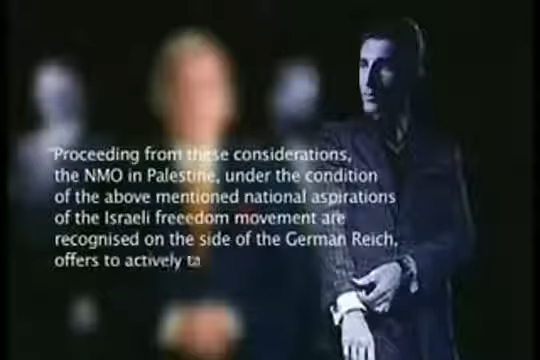 "Proceeding from these considerations,
the NMO in Palestine, under the condition
of the above mentioned national aspirations
of the Israeli freeedom movement are
recognised on the side of the German Reich,
offers to actively ta